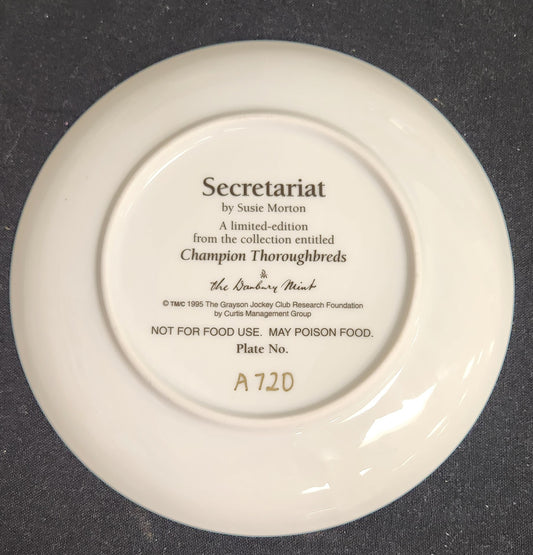 Secretariat
by Susie Morton
A limited-edition
from the collection entitled
Champion Thoroughbreds
the Danbury Mint
© TM/© 1995 The Grayson Jockey Club Research Foundation
by Curtis Management Group
NOT FOR FOOD USE. MAY POISON FOOD.
Plate No.
A720